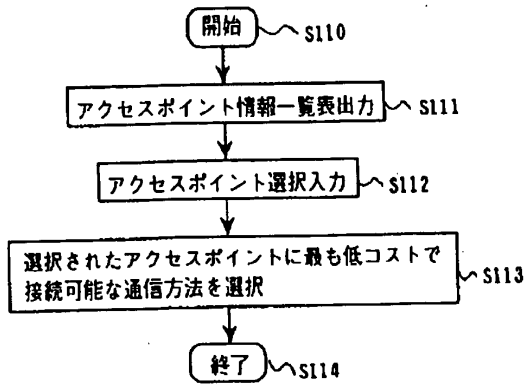 開始
S110
アクセスポイント情報一覧表出力
S111
アクセスポイント選択入力
S112
選択されたアクセスポイントに最も低コストで
接続可能な通信方法を選択
S113
終了
S114